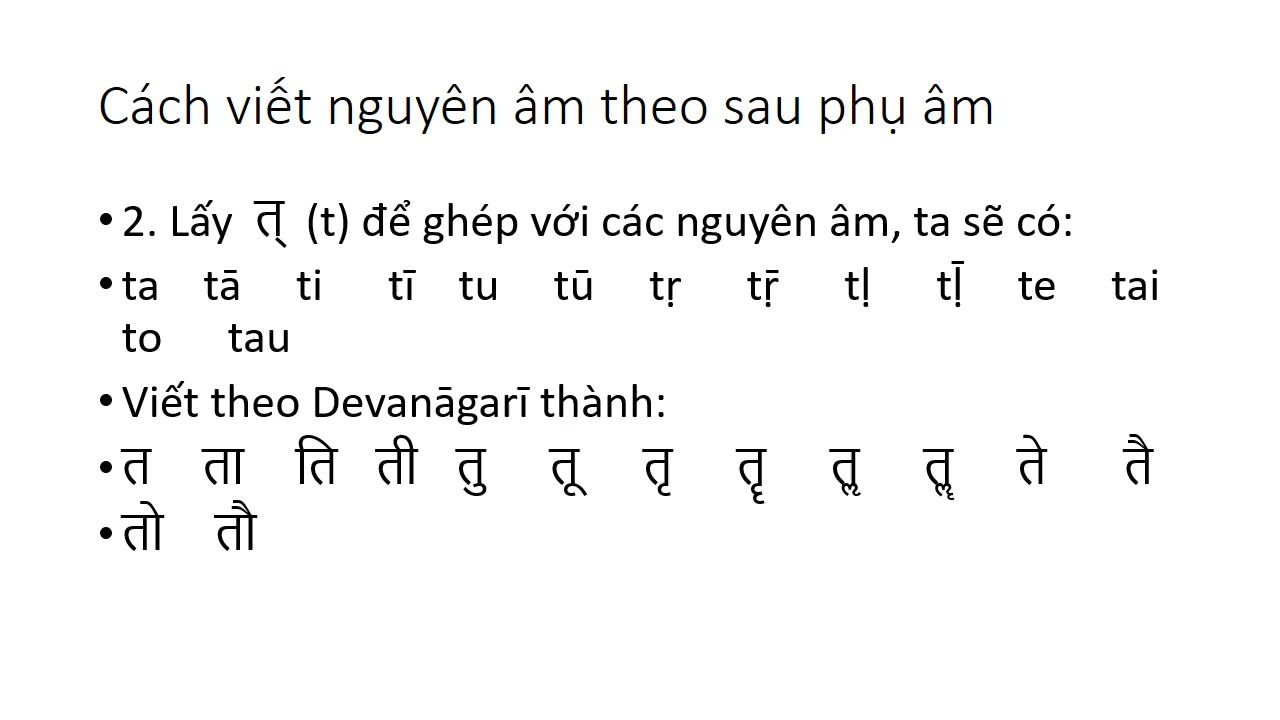 Cách viết nguyên âm theo sau phụ âm
• 2. Lấy त् (t) để ghép với các nguyên âm, ta sẽ có:
• ta tā ti tī tu tū tṛ tṝ tḷ tḹ te tai
to tau
• Viết theo Devanāgarī thành:
• त ता ति ती तु तू तृ तॄ तॢ तॣ ते तै
• तो तौ